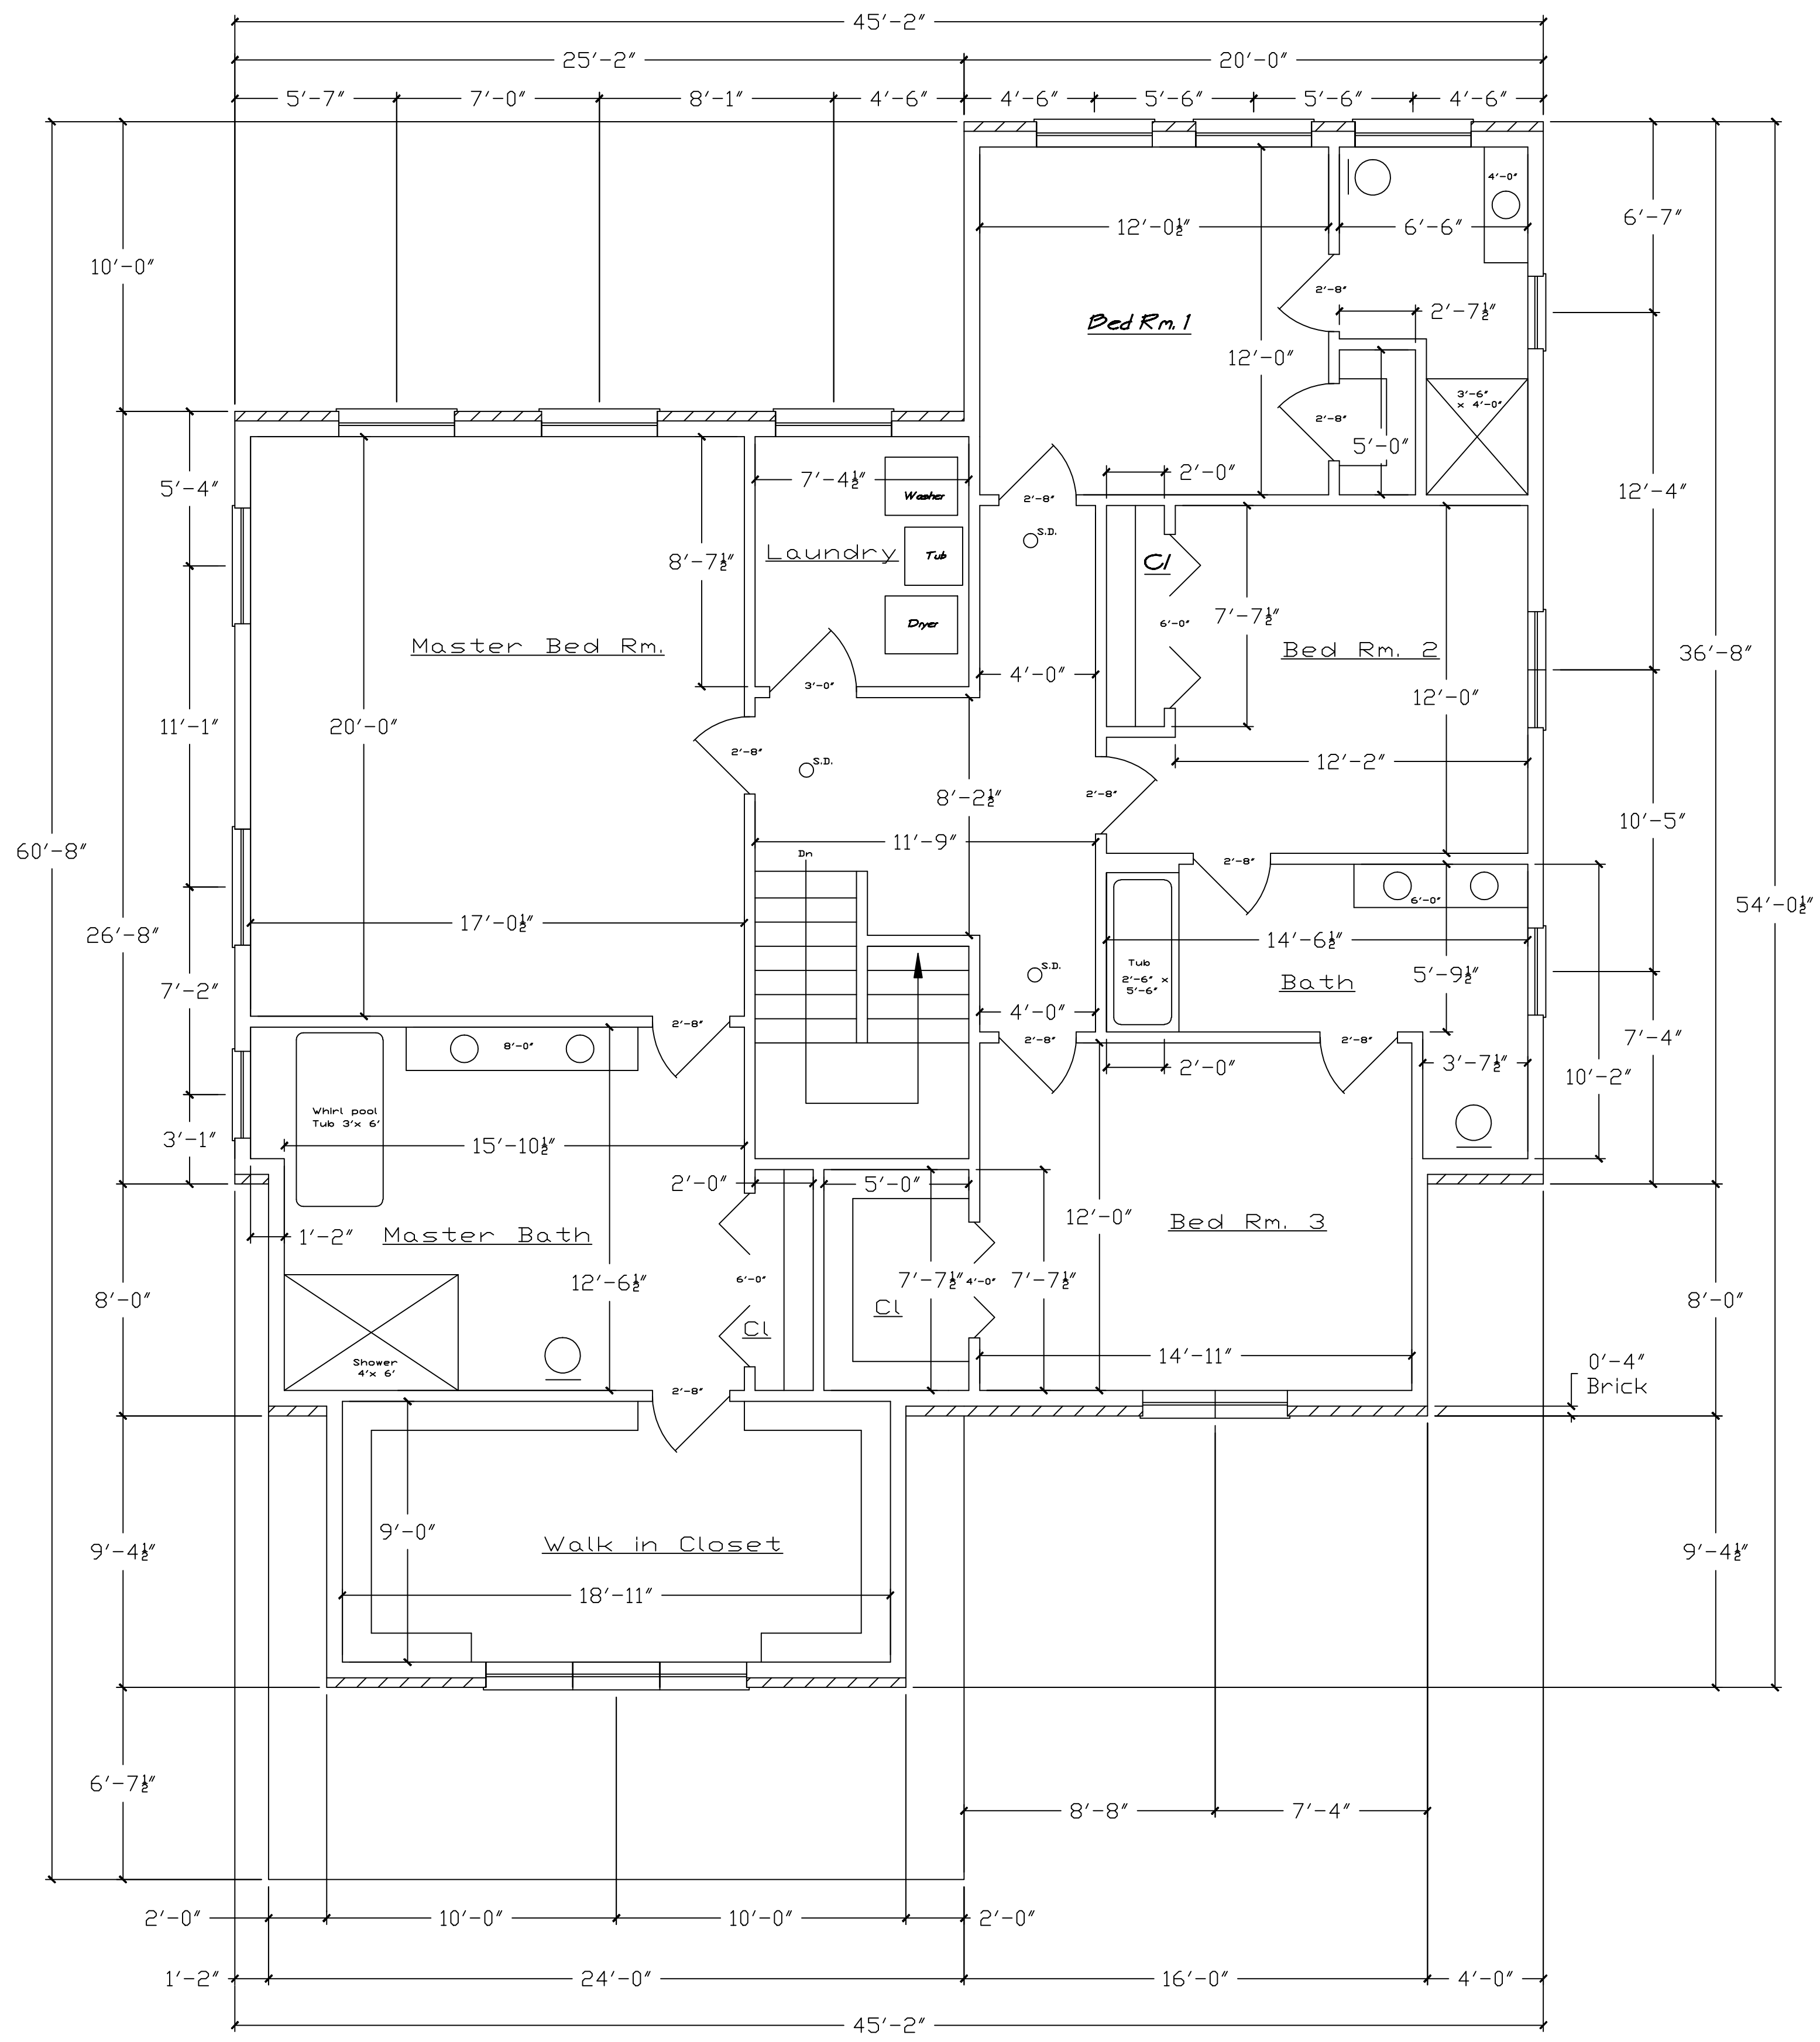 45'-2"
25'-2" 20'-0"
5'-7" 7'-0" 8'-1" 4'-6" 4'-6" 5'-6" 5'-6" 4'-6"
4'-0"
6'-7"
12'-0½" 6'-6"
10'-0"
2'-8"
2'-7½"
Bed Rm. 1
12'-0"
3'-6"
x 4'-0"
2'-8"
5'-0"
7'-4½" 2'-0"
5'-4" 12'-4"
Washer 2'-8"
S.D.
Laundry Tub
8'-7½" Cl
7'-7½"
Dryer 6'-0"
Master Bed Rm. Bed Rm. 2 36'-8"
3'-0" 4'-0"
12'-0"
11'-1" 20'-0"
2'-8" S.D. 12'-2"
8'-2½" 2'-8"
10'-5"
11'-9"
60'-8" Dn 2'-8"
6'-0" 54'-0½"
26'-8" 17'-0½" 14'-6½"
Tub
2'-6" x
5'-6"
S.D. 5'-9½"
7'-2" Bath
4'-0"
2'-8" 2'-8" 2'-8" 7'-4"
8'-0"
2'-0" 3'-7½" 10'-2"
Whirl pool
Tub 3'x 6'
3'-1" 15'-10½"
2'-0" 5'-0"
12'-0" Bed Rm. 3
1'-2" Master Bath
12'-6½" 6'-0" 7'-7½" 4'-0" 7'-7½"
8'-0" 8'-0"
Cl
Cl
Shower
4'x 6'
14'-11" 0'-4"
Brick
2'-8"
9'-0" Walk in Closet
9'-4½" 9'-4½"
18'-11"
6'-7½"
8'-8" 7'-4"
2'-0" 10'-0" 10'-0" 2'-0"
1'-2" 24'-0" 16'-0" 4'-0"
45'-2"